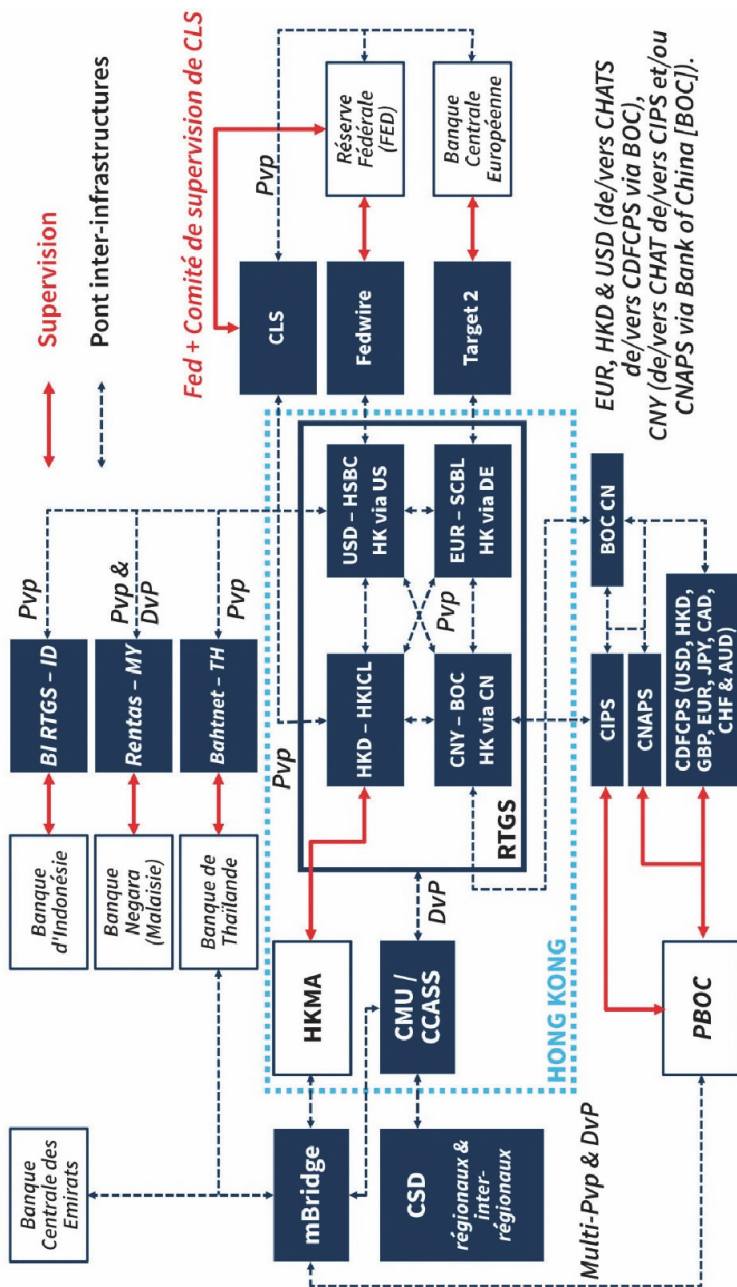 Supervision
Pont inter-infrastructures
Banque
Centrale des
Emirats
Banque
d'Indonésie
BI RTGS – ID
Pvp
Banque
Negara
(Malaisie)
Rentas – MY
Pvp &
DvP
Banque de
Thaïlande
Bahtnet – TH
Pvp
Fed + Comité de supervision de CLS
mBridge
HKMA
Pvp
HKD – HKICL
USD – HSBC
HK via US
CLS
Pvp
Fedwire
Réserve
Fédérale
(FED)
Pvp
CSD
régionaux &
inter-
régionaux
CMU /
CCASS
DvP
CNY – BOC
HK via CN
EUR – SCBL
HK via DE
Target 2
Banque
Centrale
Européenne
RTGS
HONG KONG
Multi-Pvp & DvP
PBOC
CIPS
CNAPS
CDFCPS (USD, HKD,
GBP, EUR, JPY, CAD,
CHF & AUD)
BOC CN
EUR, HKD & USD (de/vers CHATS
de/vers CDFCPS via BOC),
CNY (de/vers CHAT de/vers CIPS et/ou
CNAPS via Bank of China [BOC]).